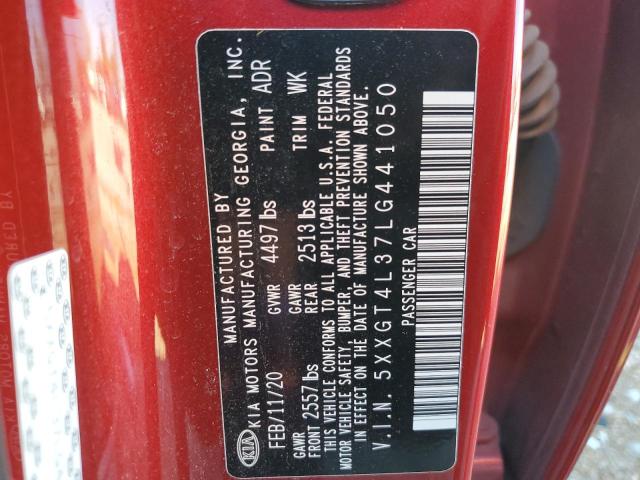 MANUFACTURED BY
KIA KIA MOTORS MANUFACTURING GEORGIA, INC.
FEB/11/20 GVWR 4497 lbs PAINT ADR
GAWR FRONT 2557 lbs GAWR REAR 2513 lbs TRIM WK
THIS VEHICLE CONFORMS TO ALL APPLICABLE U.S.A. FEDERAL
MOTOR VEHICLE SAFETY, BUMPER, AND THEFT PREVENTION STANDARDS
IN EFFECT ON THE DATE OF MANUFACTURE SHOWN ABOVE.
V.I.N. 5XXGT4L37LG441050
PASSENGER CAR